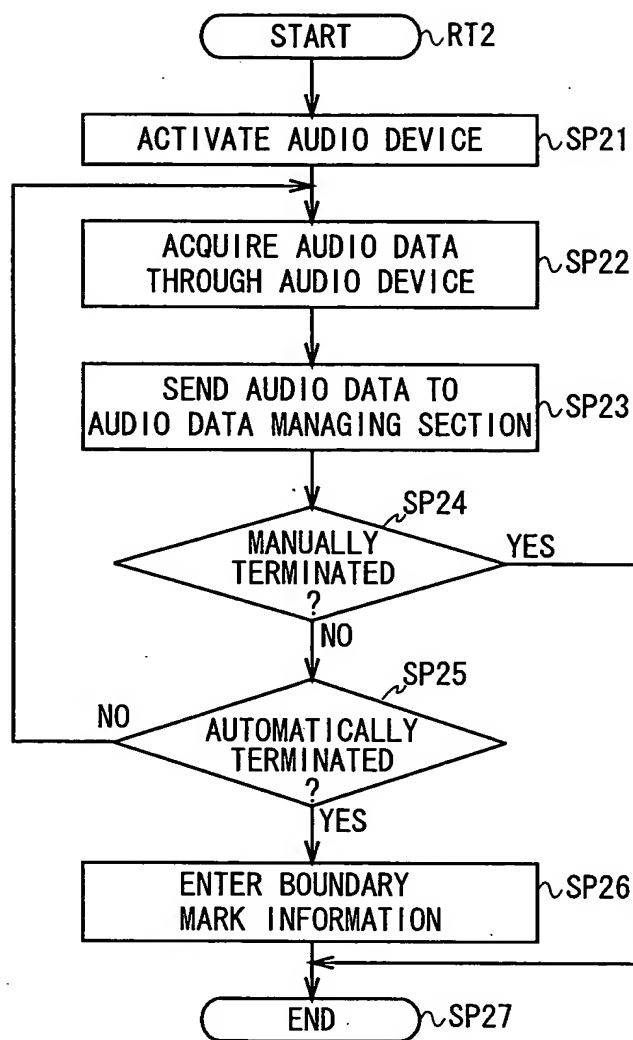 START RT2
ACTIVATE AUDIO DEVICE SP21
ACQUIRE AUDIO DATA
THROUGH AUDIO DEVICE SP22
SEND AUDIO DATA TO
AUDIO DATA MANAGING SECTION SP23
SP24
MANUALLY
TERMINATED
?
YES
NO
SP25
NO
AUTOMATICALLY
TERMINATED
?
YES
ENTER BOUNDARY
MARK INFORMATION SP26
END SP27